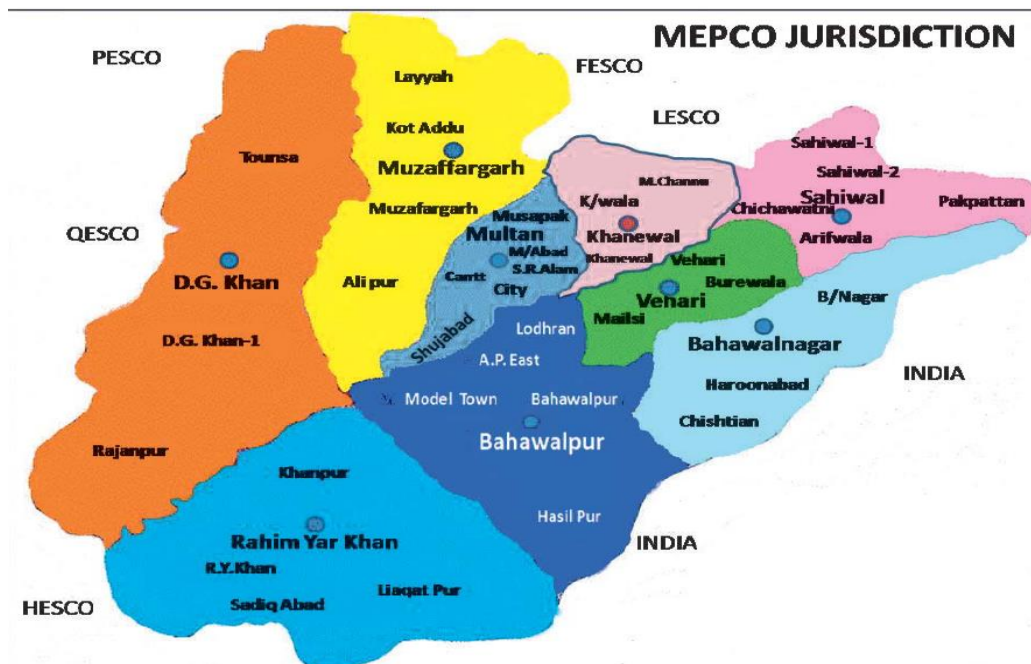 MEPCO JURISDICTION
PESCO
FESCO
LESCO
QESCO
HESCO
INDIA
INDIA
Layyah
Kot Addu
Muzaffargarh
Muzafargarh
Ali pur
Tounsa
D.G. Khan
D.G. Khan-1
Rajanpur
Musapak
Multan
M/Abad
Cantt
S.R.Alam
City
Shujabad
M.Channu
K/wala
Khanewal
Khanewal
Vehari
Burewala
Vehari
Mailsi
Sahiwal-1
Sahiwal-2
Sahiwal
Chichawatni
Pakpattan
Arifwala
B/Nagar
Bahawalnagar
Haroonabad
Chishtian
Lodhran
A.P. East
Model Town
Bahawalpur
Bahawalpur
Hasil Pur
Khanpur
Rahim Yar Khan
R.Y.Khan
Liaqat Pur
Sadiq Abad